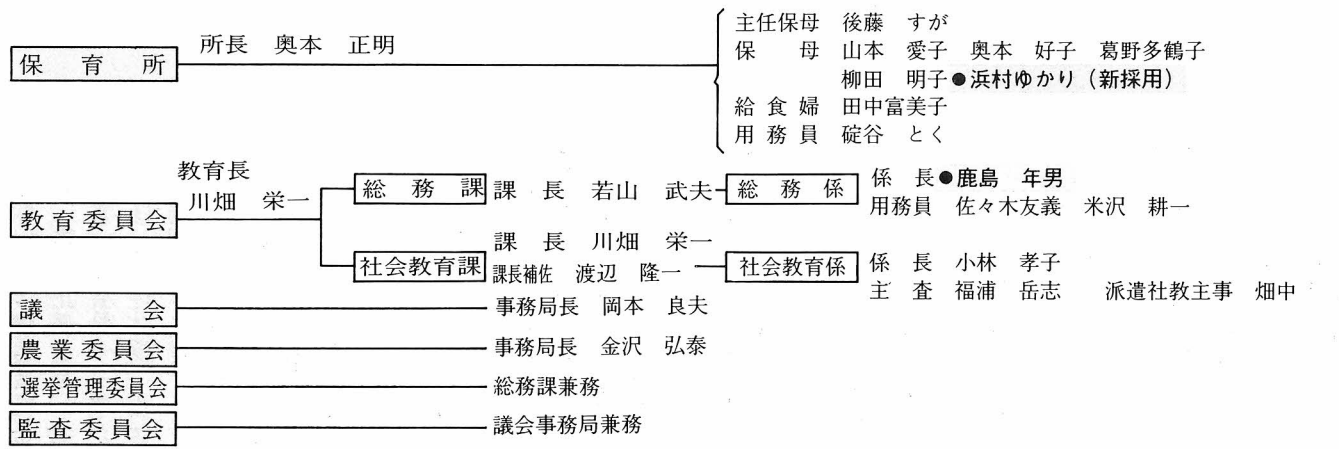 保育所 所長 奥本 正明
主任保母 後藤 すが
保母 山本 愛子 奥本 好子 葛野多鶴子
柳田 明子 ●浜村ゆかり（新採用）
給食婦 田中富美子
用務員 碇谷 とく
教育委員会 教育長
川畑 栄一
総務課 課長 若山 武夫 総務係 係長 ●鹿島 年男
用務員 佐々木友義 米沢 耕一
社会教育課 課長 川畑 栄一
課長補佐 渡辺 隆一 社会教育係 係長 小林 孝子
主査 福浦 岳志 派遣社教主事 畑中
議会 事務局長 岡本 良夫
農業委員会 事務局長 金沢 弘泰
選挙管理委員会 総務課兼務
監査委員会 議会事務局兼務